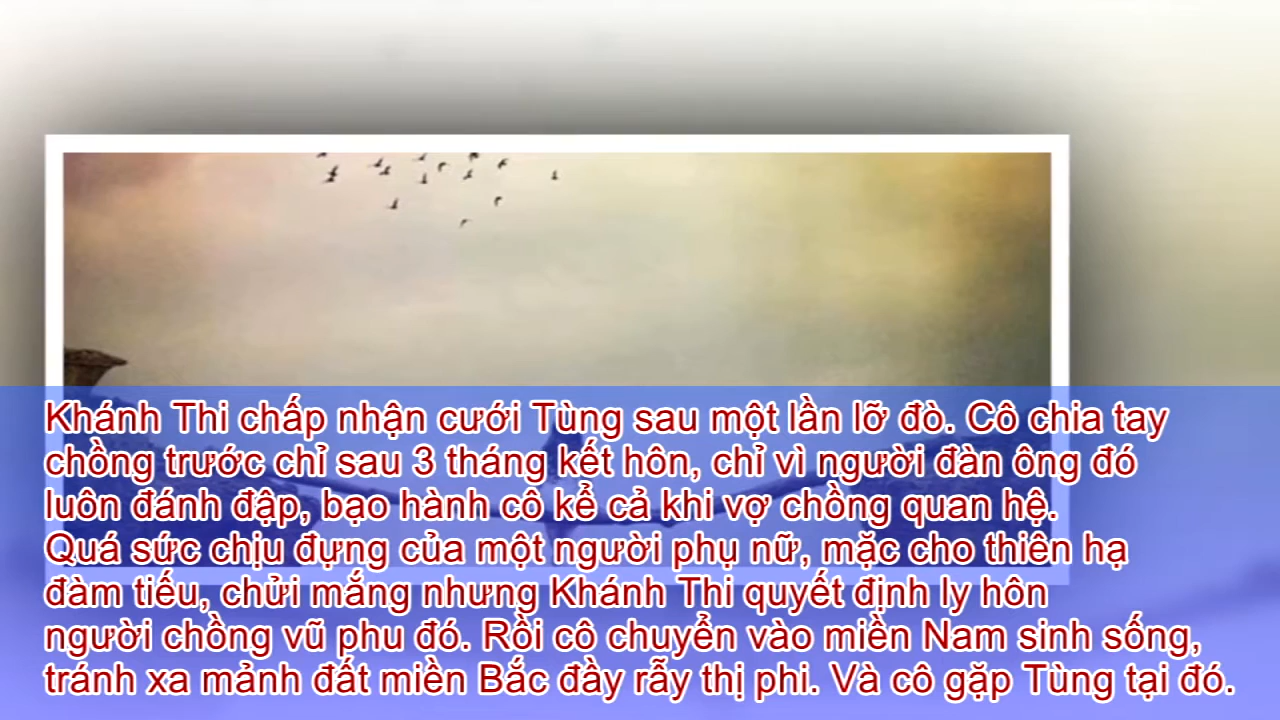 Khánh Thi chấp nhận cưới Tùng sau một lần lỡ đò. Cô chia tay
chồng trước chỉ sau 3 tháng kết hôn, chỉ vì người đàn ông đó
luôn đánh đập, bạo hành cô kể cả khi vợ chồng quan hệ.
Quá sức chịu đựng của một người phụ nữ, mặc cho thiên hạ
đàm tiếu, chửi mắng nhưng Khánh Thi quyết định ly hôn
người chồng vũ phu đó. Rồi cô chuyển vào miền Nam sinh sống,
tránh xa mảnh đất miền Bắc đầy rẫy thị phi. Và cô gặp Tùng tại đó.